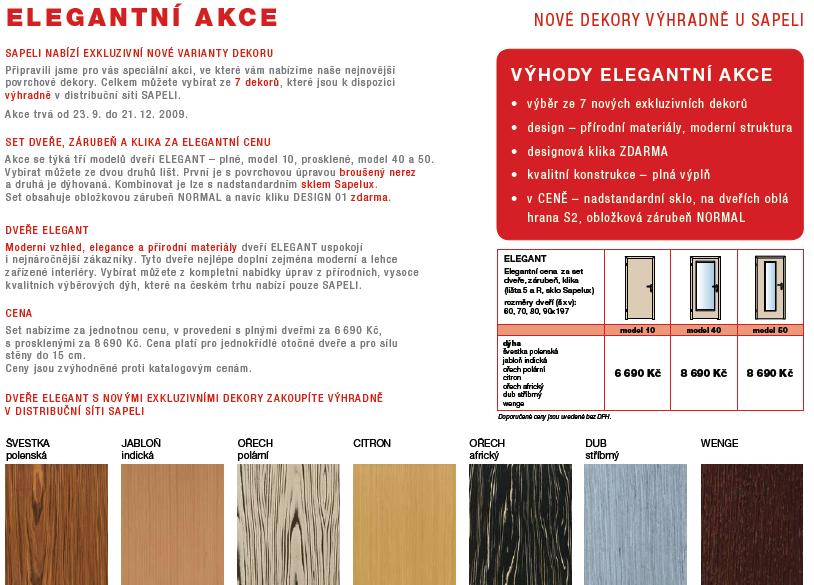 ELEGANTNÍ AKCE
NOVÉ DEKORY VÝHRADNĚ U SAPELI
SAPELI NABÍZÍ EXKLUZIVNÍ NOVÉ VARIANTY DEKORU
Připravili jsme pro vás speciální akci, ve které vám nabízíme naše nejnovější
povrchové dekory. Celkem můžete vybírat ze 7 dekorů, které jsou k dispozici
výhradně v distribuční síti SAPELI.
Akce trvá od 23. 9. do 21. 12. 2009.
SET DVEŘE, ZÁRUBEŇ A KLIKA ZA ELEGANTNÍ CENU
Akce se týká tří modelů dveří ELEGANT – plné, model 10, prosklené, model 40 a 50.
Vybírat můžete ze dvou druhů lišt. První je s povrchovou úpravou broušený nerez
a druhá je dýhovaná. Kombinovat je lze s nadstandardním sklem Sapelux.
Set obsahuje obložkovou zárubeň NORMAL a navíc kliku DESIGN 01 zdarma.
DVEŘE ELEGANT
Moderní vzhled, elegance a přírodní materiály dveří ELEGANT uspokojí
i nejnáročnější zákazníky. Tyto dveře nejlépe doplní zejména moderní a lehce
zařízené interiéry. Vybírat můžete z kompletní nabídky úprav z přírodních, vysoce
kvalitních výběrových dýh, které na českém trhu nabízí pouze SAPELI.
CENA
Set nabízíme za jednotnou cenu, v provedení s plnými dveřmi za 6 690 Kč,
s prosklenými za 8 690 Kč. Cena platí pro jednokřídlé otočné dveře a pro sílu
stěny do 15 cm.
Ceny jsou zvýhodněné proti katalogovým cenám.
DVEŘE ELEGANT S NOVÝMI EXKLUZIVNÍMI DEKORY ZAKOUPÍTE VÝHRADNĚ
V DISTRIBUČNÍ SÍTI SAPELI
VÝHODY ELEGANTNÍ AKCE
• výběr ze 7 nových exkluzivních dekorů
• design – přírodní materiály, moderní struktura
• designová klika ZDARMA
• kvalitní konstrukce – plná výplň
• v CENĚ – nadstandardní sklo, na dveřích oblá
hrana S2, obložková zárubeň NORMAL
ELEGANT
Elegantní cena za set
dveře, zárubeň, klika
(lišta 5 a R, sklo Sapelux)
rozměry dveří (š x v):
60, 70, 80, 90x197
model 10 model 40 model 50
dýha
švestka polenská
jabloň indická
ořech polární
citron
ořech africký
dub stříbrný
wenge
6 690 Kč 8 690 Kč 8 690 Kč
Doporučené ceny jsou uvedené bez DPH.
ŠVESTKA
polenská
JABLOŇ
indická
OŘECH
polární
CITRON
OŘECH
africký
DUB
stříbrný
WENGE